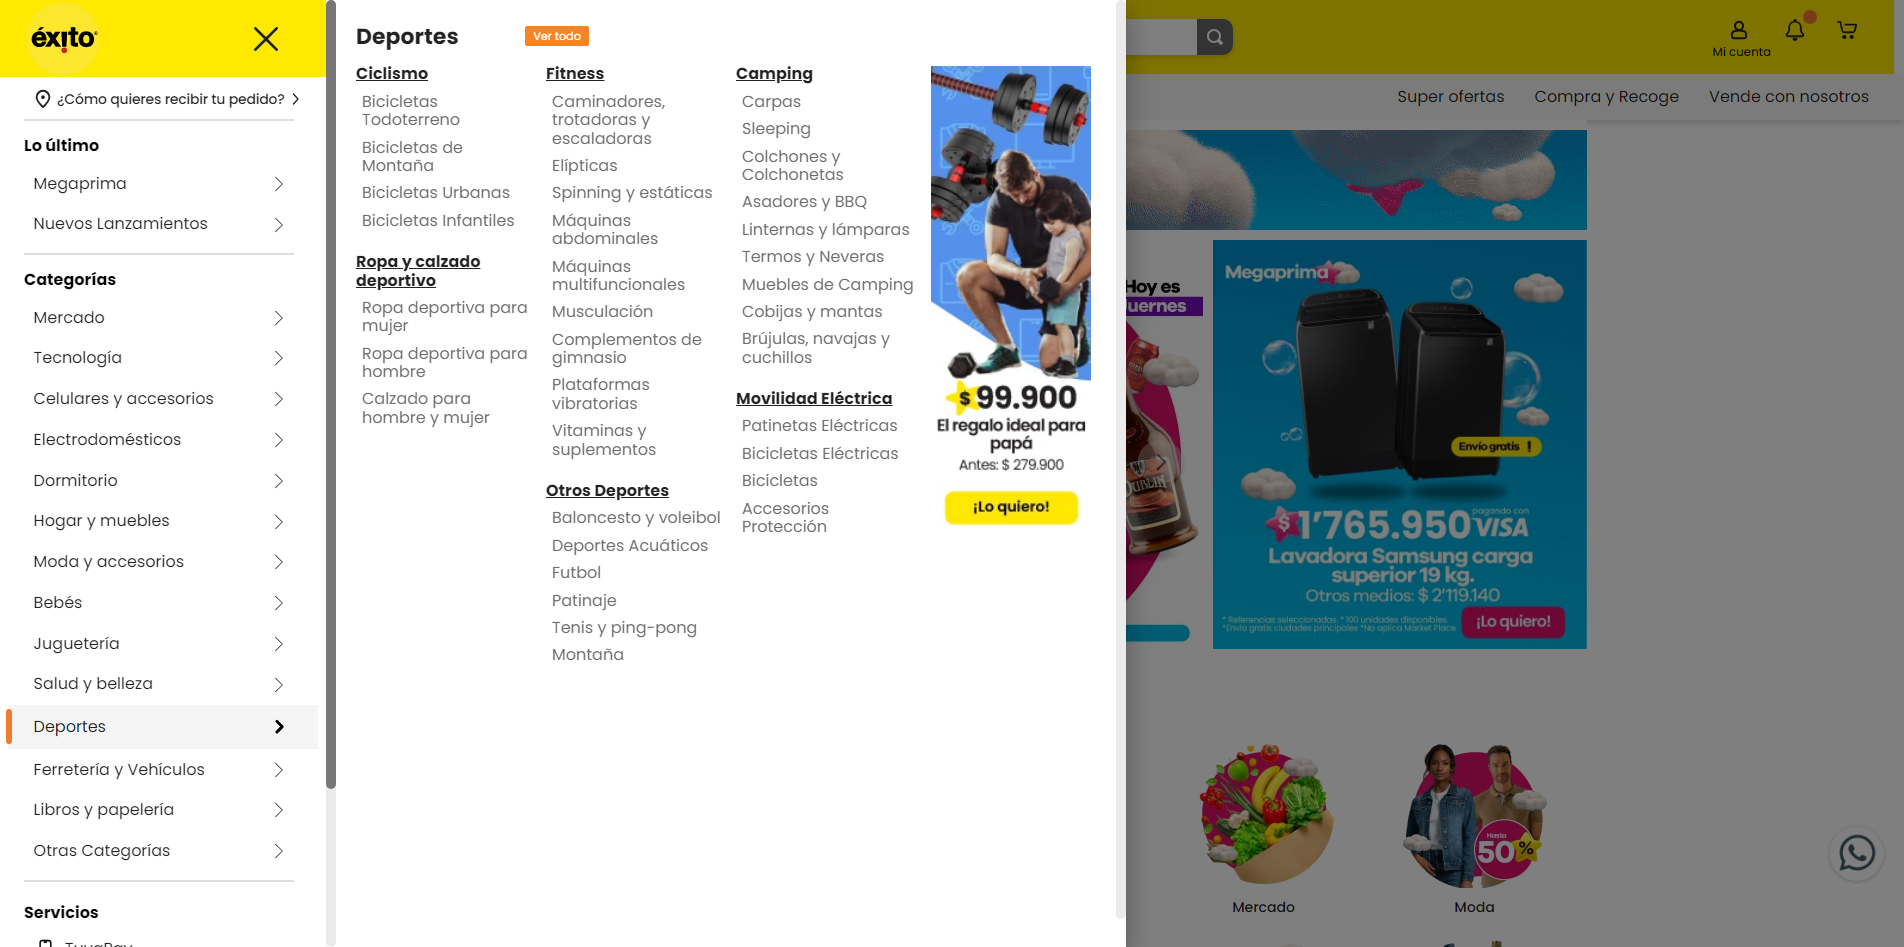 éxito
¿Cómo quieres recibir tu pedido?
Lo último
Megaprima
Nuevos Lanzamientos
Categorías
Mercado
Tecnología
Celulares y accesorios
Electrodomésticos
Dormitorio
Hogar y muebles
Moda y accesorios
Bebés
Juguetería
Salud y belleza
Deportes
Ferretería y Vehículos
Libros y papelería
Otras Categorías
Servicios
TuyaPay
Deportes
Ver todo
Ciclismo
Bicicletas
Todoterreno
Bicicletas de
Montaña
Bicicletas Urbanas
Bicicletas Infantiles
Ropa y calzado
deportivo
Ropa deportiva para
mujer
Ropa deportiva para
hombre
Calzado para
hombre y mujer
Fitness
Caminadores,
trotadoras y
escaladoras
Elípticas
Spinning y estáticas
Máquinas
abdominales
Máquinas
multifuncionales
Musculación
Complementos de
gimnasio
Plataformas
vibratorias
Vitaminas y
suplementos
Otros Deportes
Baloncesto y voleibol
Deportes Acuáticos
Futbol
Patinaje
Tenis y ping-pong
Montaña
Camping
Carpas
Sleeping
Colchones y
Colchonetas
Asadores y BBQ
Linternas y lámparas
Termos y Neveras
Muebles de Camping
Cobijas y mantas
Brújulas, navajas y
cuchillos
Movilidad Eléctrica
Patinetas Eléctricas
Bicicletas Eléctricas
Bicicletas
Accesorios
Protección
$ 99.900
El regalo ideal para
papá
Antes: $ 279.900
¡Lo quiero!
Mi cuenta
Super ofertas
Compra y Recoge
Vende con nosotros
Hoy es
uernes
DUBLIN
Megaprima
Envío gratis !
$ 1'765.950 pagando con VISA
Lavadora Samsung carga
superior 19 kg.
Otros medios: $ 2'119.140
* Referencias seleccionadas. * 100 unidades disponibles.
*Envío gratis ciudades principales *No aplica Market Place
¡Lo quiero!
Hasta
50%
Mercado
Moda